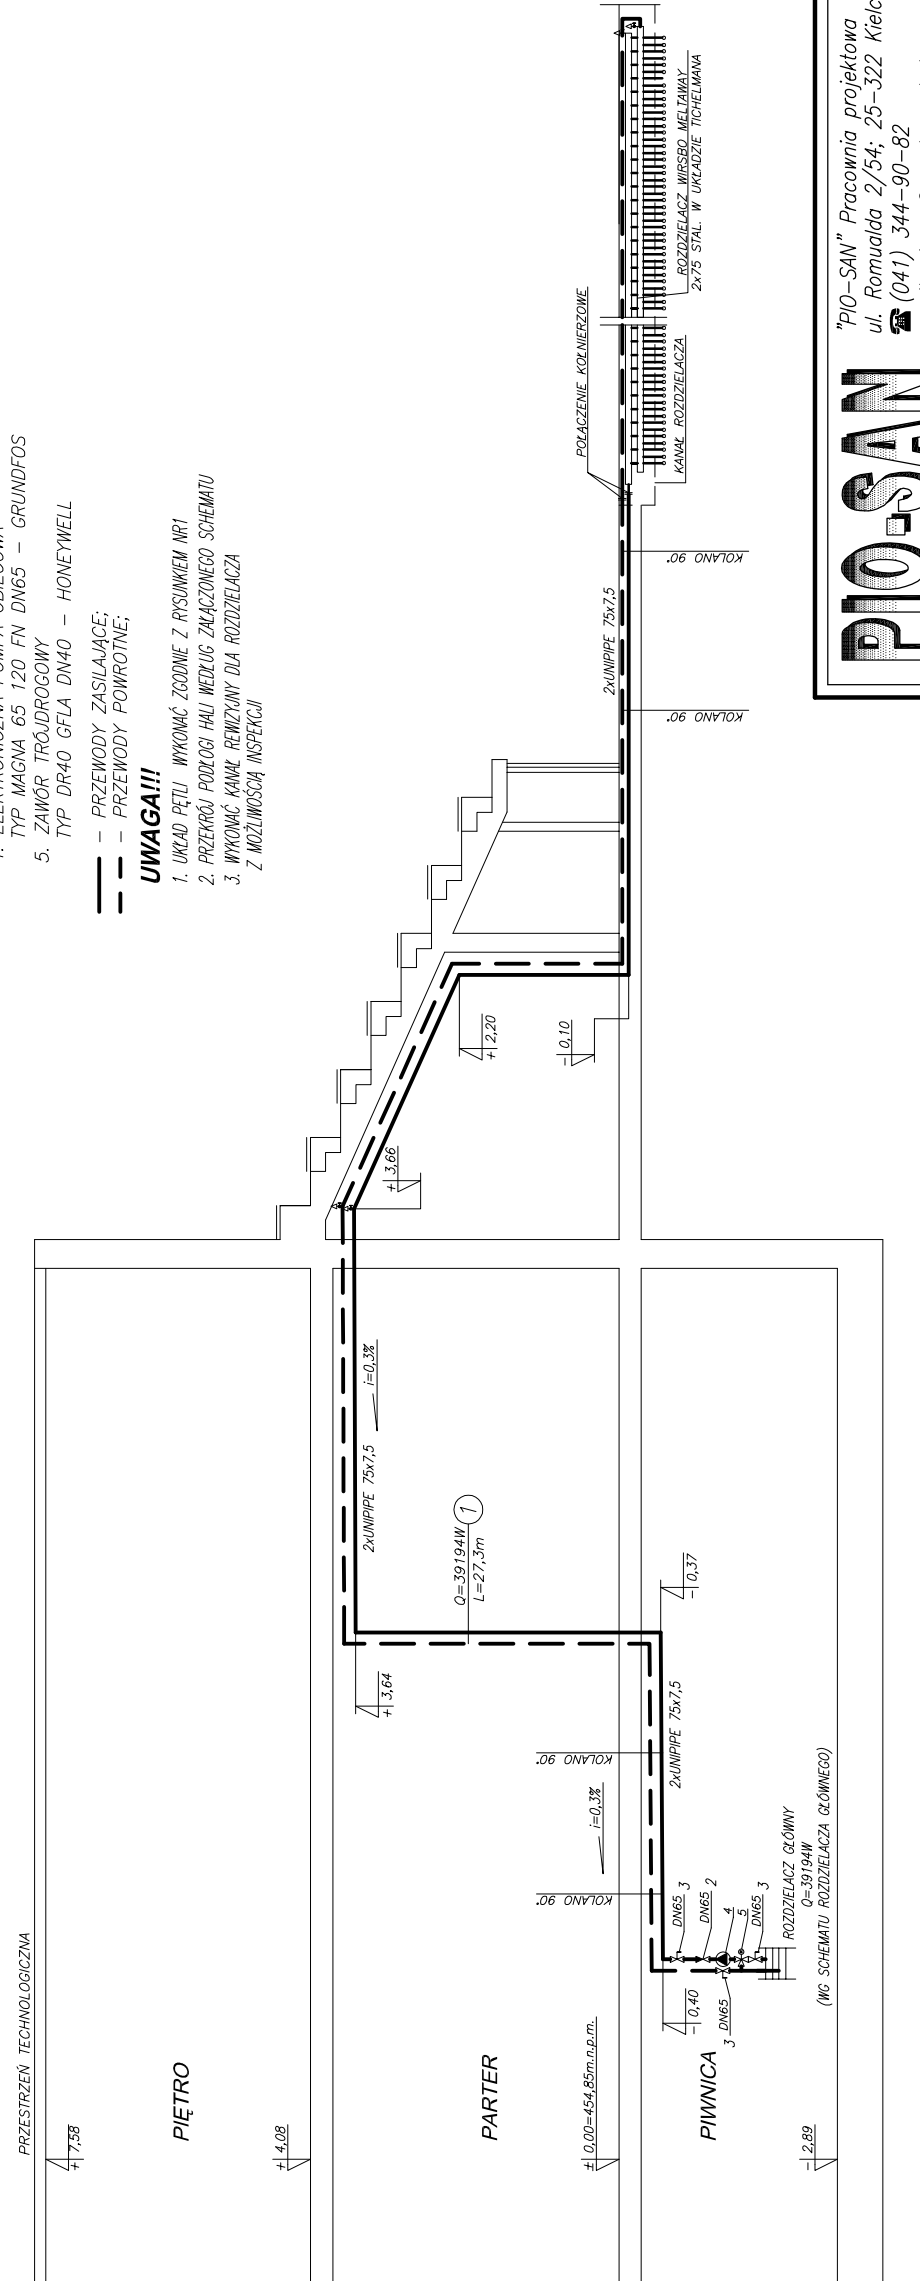 TYP MAGNA 65 120 FN DN65 – GRUNDFOS
5. ZAWÓR TRÓJDROGOWY
TYP DR40 GFLA DN40 – HONEYWELL
– PRZEWODY ZASILAJĄCE;
– PRZEWODY POWROTNE;
UWAGA!!!
1. UKŁAD PĘTLI WYKONAĆ ZGODNIE Z RYSUNKIEM NR1
2. PRZEKRÓJ PODŁOGI HALI WEDŁUG ZAŁĄCZONEGO SCHEMATU
3. WYKONAĆ KANAŁ REWIZYJNY DLA ROZDZIELACZA
Z MOŻLIWOŚCIĄ INSPEKCJI
PRZESTRZEŃ TECHNOLOGICZNA
+ 7,58
PIĘTRO
+ 4,08
PARTER
± 0,00=454,85m.n.p.m.
PIWNICA
– 2,89
+ 3,64
2xUNIPIPE 75x7,5
i=0,3%
Q=39194W
L=27,3m
1
+ 3,66
+ 2,20
– 0,10
– 0,37
– 0,40
KOLANO 90°
KOLANO 90°
i=0,3%
2xUNIPIPE 75x7,5
3 DN65
DN65 3
DN65 2
4
5
DN65 3
ROZDZIELACZ GŁÓWNY
Q=39194W
(WG SCHEMATU ROZDZIELACZA GŁÓWNEGO)
2xUNIPIPE 75x7,5
KOLANO 90°
KOLANO 90°
POŁĄCZENIE KOŁNIERZOWE
KANAŁ ROZDZIELACZA
ROZDZIELACZ WIRSBO MELTAWAY
2x75 STAL. W UKŁADZIE TICHELMANA
PIO-SAN
"PIO–SAN" Pracownia projektowa
ul. Romualda 2/54; 25–322 Kielc
☎ (041) 344–90–82